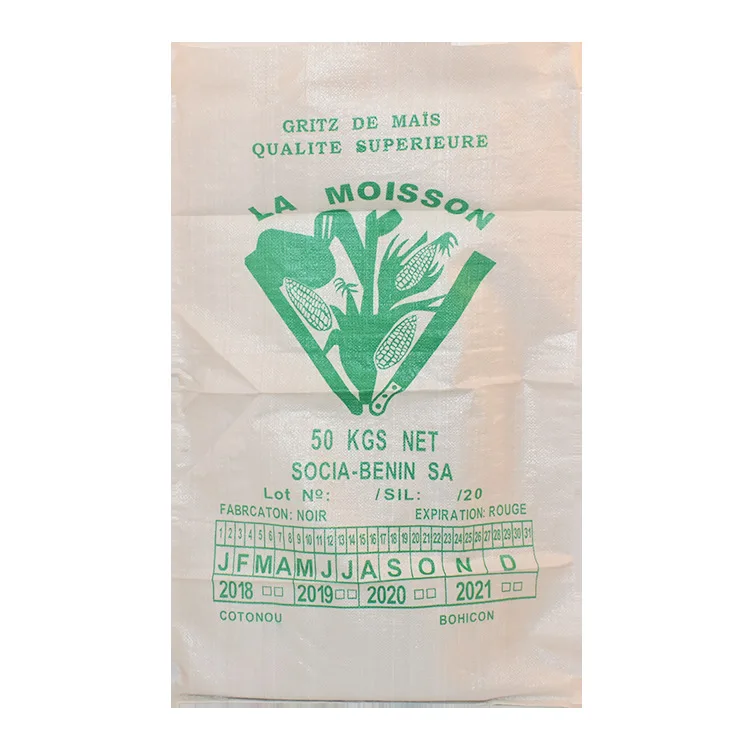 GRITZ DE MAÏS
QUALITE SUPERIEURE
LA MOISSON
50 KGS NET
SOCIA-BENIN SA
Lot Nº: /SIL: /20
FABRCATON: NOIR EXPIRATION: ROUGE
1 2 3 4 5 6 7 8 9 10 11 12 13 14 15 16 17 18 19 20 21 22 23 24 25 26 27 28 29 30 31
J F M A M J J A S O N D
2018 □□ 2019 □□ 2020 □□ 2021 □□
COTONOU BOHICON